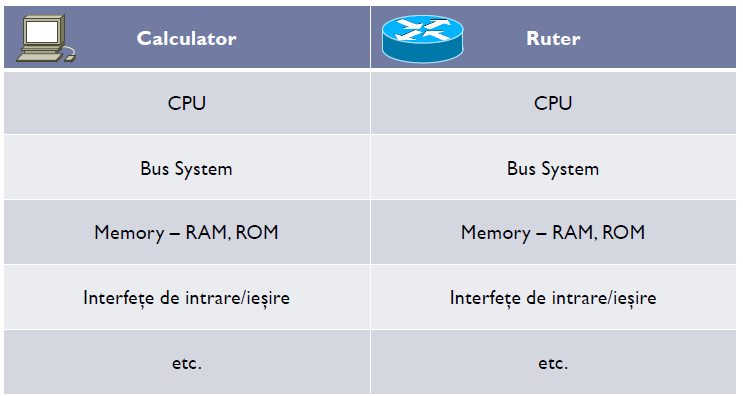 Calculator
Ruter
CPU
CPU
Bus System
Bus System
Memory – RAM, ROM
Memory – RAM, ROM
Interfețe de intrare/ieșire
Interfețe de intrare/ieșire
etc.
etc.